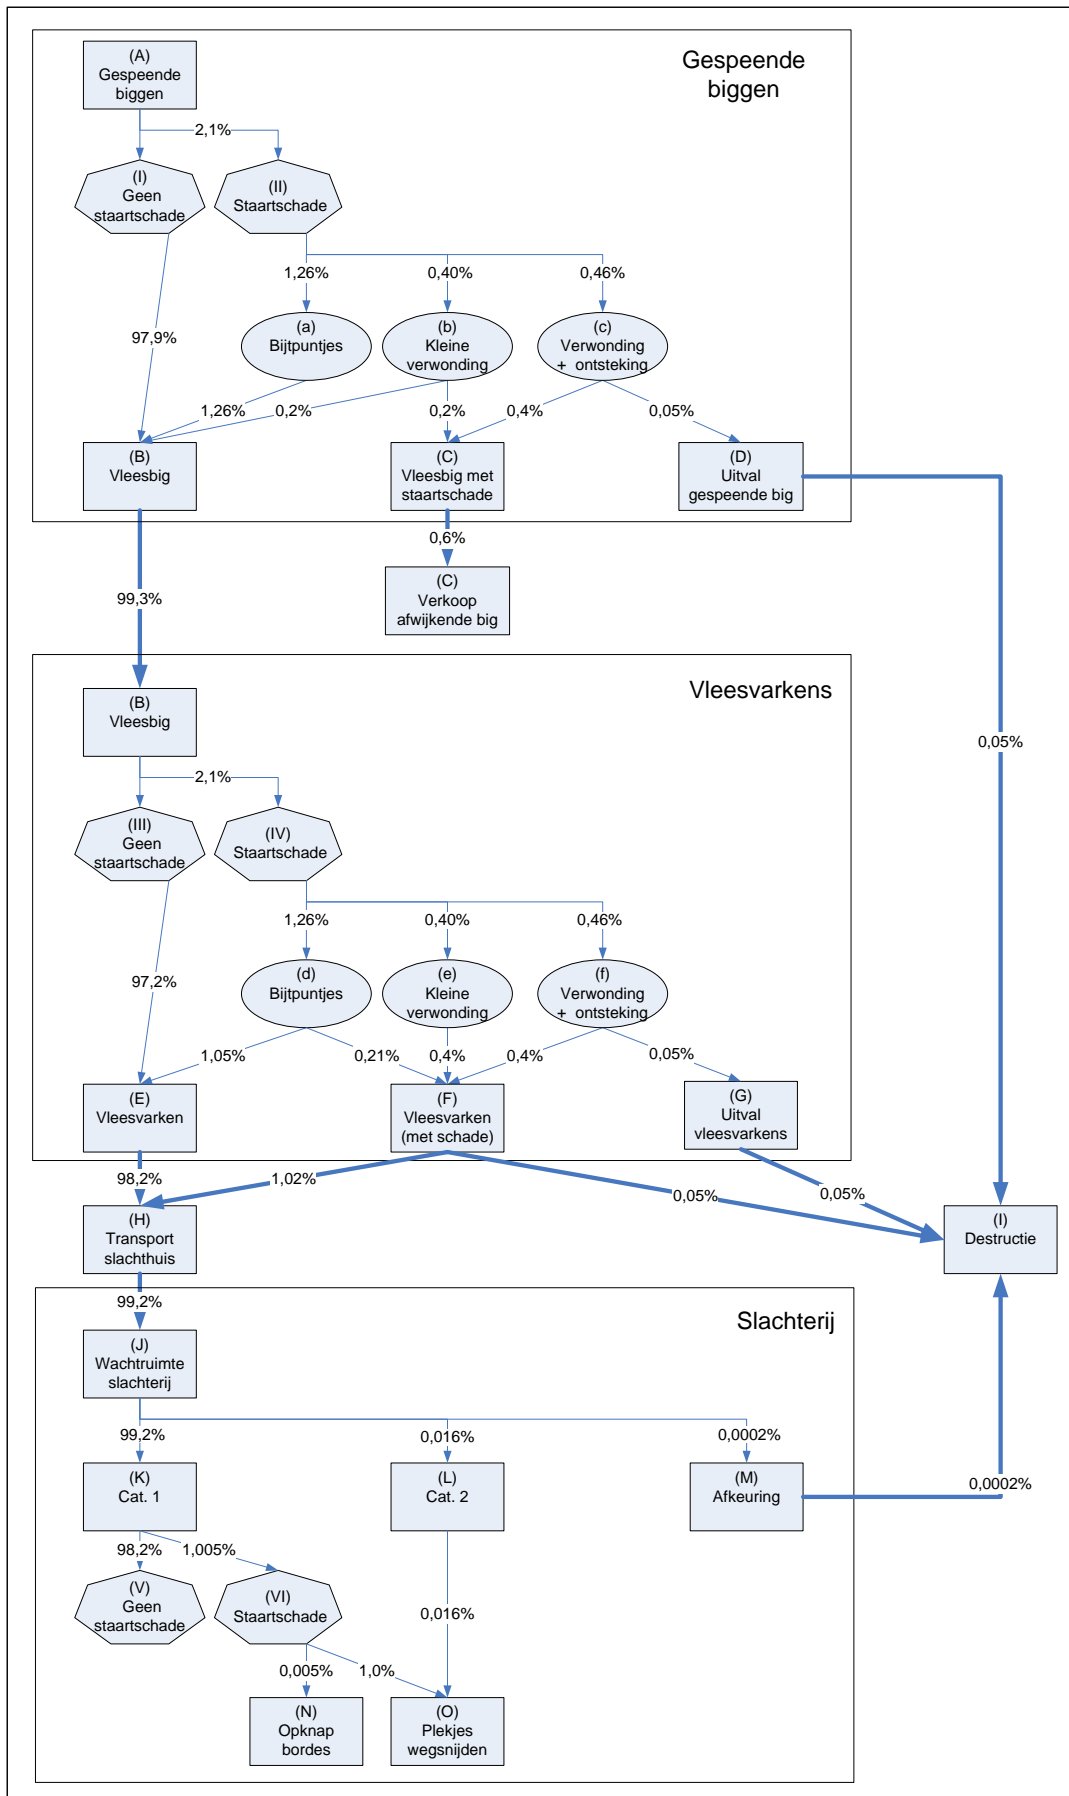 (A)
Gespeende
biggen
Gespeende
biggen
2,1%
(I)
Geen
staartschade
(II)
Staartschade
1,26%
0,40%
0,46%
97,9%
(a)
Bijtpuntjes
(b)
Kleine
verwonding
(c)
Verwonding
+ ontsteking
1,26%
0,2%
0,2%
0,4%
0,05%
(B)
Vleesbig
(C)
Vleesbig met
staartschade
(D)
Uitval
gespeende big
0,6%
(C)
Verkoop
afwijkende big
99,3%
Vleesvarkens
(B)
Vleesbig
0,05%
2,1%
(III)
Geen
staartschade
(IV)
Staartschade
1,26%
0,40%
0,46%
97,2%
(d)
Bijtpuntjes
(e)
Kleine
verwonding
(f)
Verwonding
+ ontsteking
1,05%
0,21%
0,4%
0,4%
0,05%
(E)
Vleesvarken
(F)
Vleesvarken
(met schade)
(G)
Uitval
vleesvarkens
98,2%
1,02%
0,05%
0,05%
(H)
Transport
slachthuis
(I)
Destructie
99,2%
Slachterij
(J)
Wachtruimte
slachterij
99,2%
0,016%
0,0002%
(K)
Cat. 1
(L)
Cat. 2
(M)
Afkeuring
0,0002%
98,2%
1,005%
(V)
Geen
staartschade
(VI)
Staartschade
0,016%
0,005%
1,0%
(N)
Opknap
bordes
(O)
Plekjes
wegsnijden